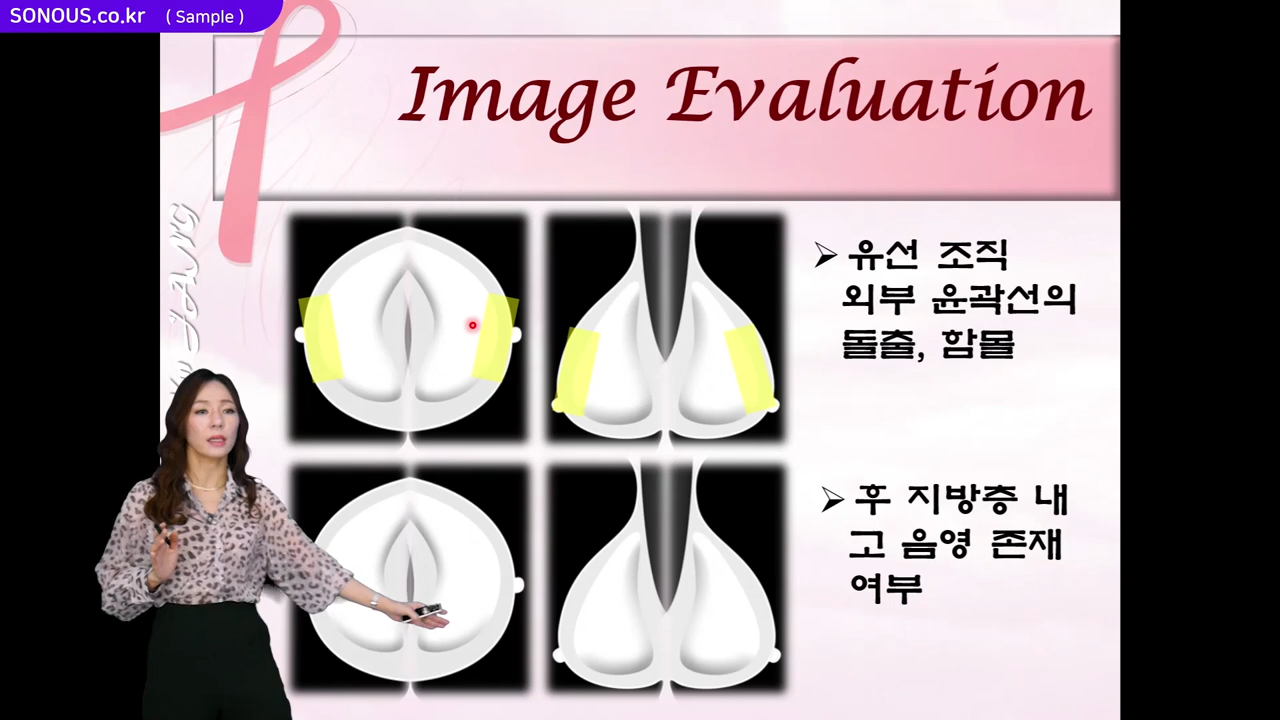 SONOUS.co.kr ( Sample )
Image Evaluation
➢ 유선 조직
외부 윤곽선의
돌출, 함몰
➢ 후 지방층 내
고 음영 존재
여부